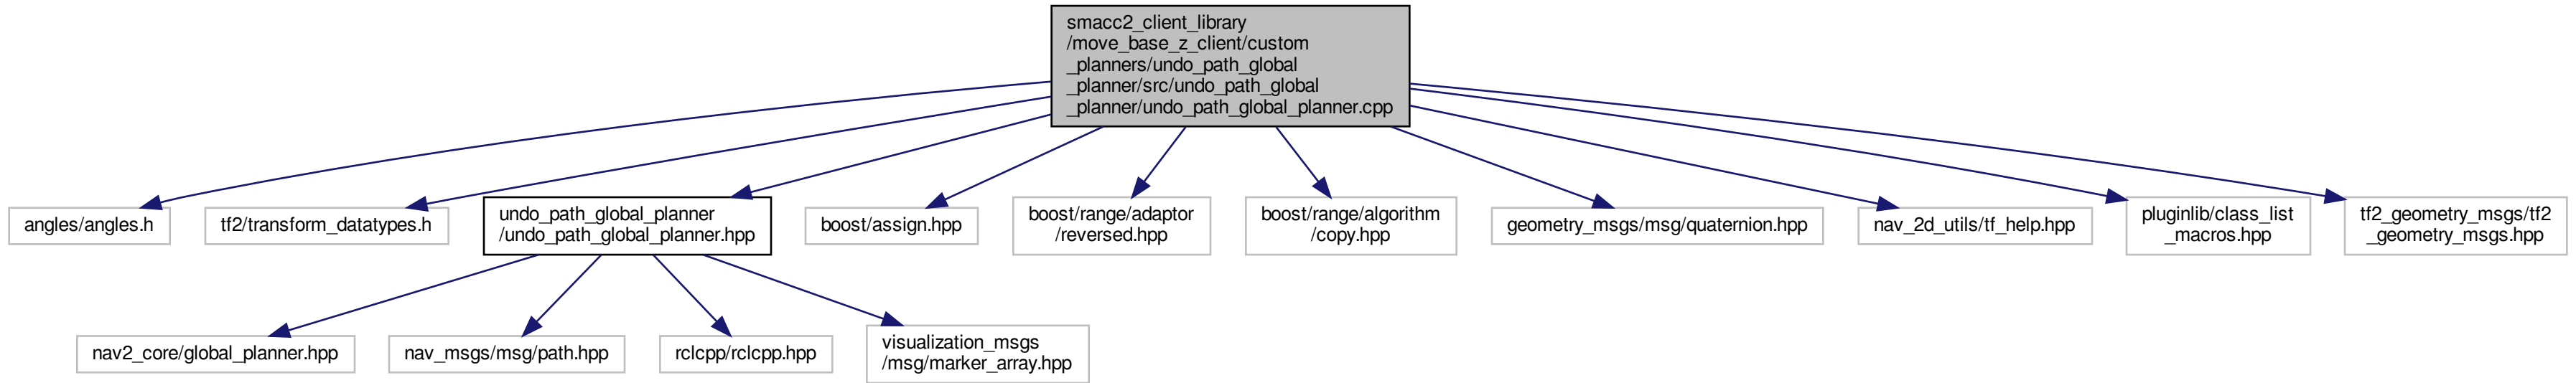 smacc2_client_library
/move_base_z_client/custom
_planners/undo_path_global
_planner/src/undo_path_global
_planner/undo_path_global_planner.cpp
angles/angles.h
tf2/transform_datatypes.h
undo_path_global_planner
/undo_path_global_planner.hpp
boost/assign.hpp
boost/range/adaptor
/reversed.hpp
boost/range/algorithm
/copy.hpp
geometry_msgs/msg/quaternion.hpp
nav_2d_utils/tf_help.hpp
pluginlib/class_list
_macros.hpp
tf2_geometry_msgs/tf2
_geometry_msgs.hpp
nav2_core/global_planner.hpp
nav_msgs/msg/path.hpp
rclcpp/rclcpp.hpp
visualization_msgs
/msg/marker_array.hpp